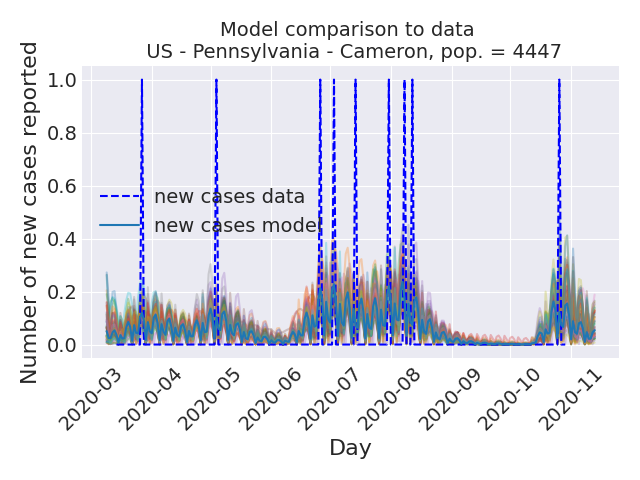 Model comparison to data
US - Pennsylvania - Cameron, pop. = 4447
Number of new cases reported
1.0
0.8
0.6
0.4
0.2
0.0
new cases data
new cases model
2020-03
2020-04
2020-05
2020-06
2020-07
2020-08
2020-09
2020-10
2020-11
Day